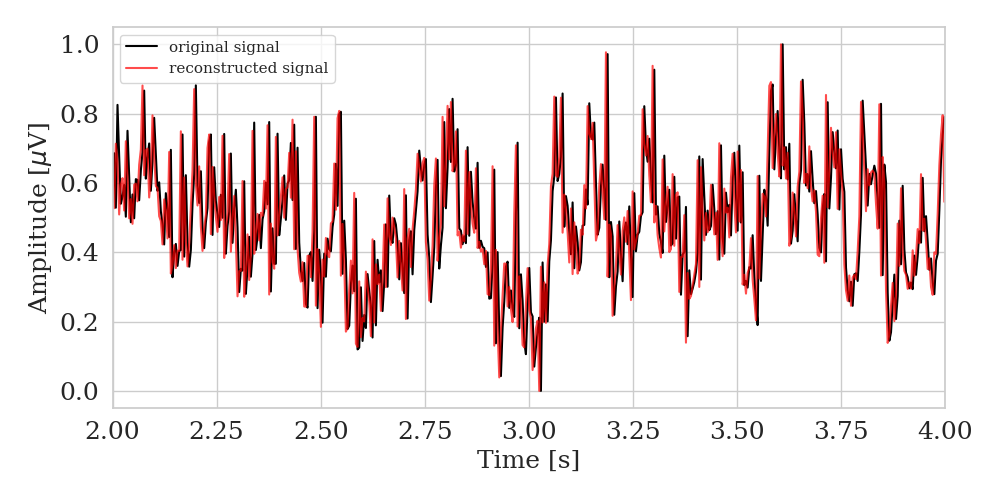 original signal
reconstructed signal
1.0
0.8
0.6
0.4
0.2
0.0
Amplitude [μV]
2.00 2.25 2.50 2.75 3.00 3.25 3.50 3.75 4.00
Time [s]